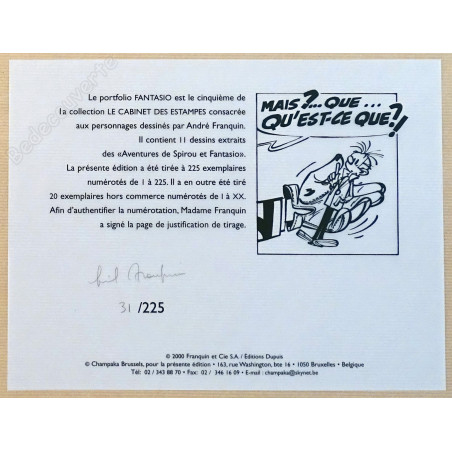 Le portfolio FANTASIO est le cinquième de
la collection LE CABINET DES ESTAMPES consacrée
aux personnages dessinés par André Franquin.
Il contient 11 dessins extraits
des «Aventures de Spirou et Fantasio».
La présente édition a été tirée à 225 exemplaires
numérotés de 1 à 225. Il a en outre été tiré
20 exemplaires hors commerce numérotés de I à XX.
Afin d'authentifier la numérotation, Madame Franquin
a signé la page de justification de tirage.
MAIS?... QUE...
QU'EST-CE QUE?!
Franquin
31 /225
© 2000 Franquin et Cie S.A. / Éditions Dupuis
© Champaka Brussels, pour la présente édition • 163, rue Washington, bte 16 • 1050 Bruxelles • Belgique
Tél: 02 / 343 88 70 • Fax: 02 / 346 16 09 • E-mail : champaka@skynet.be